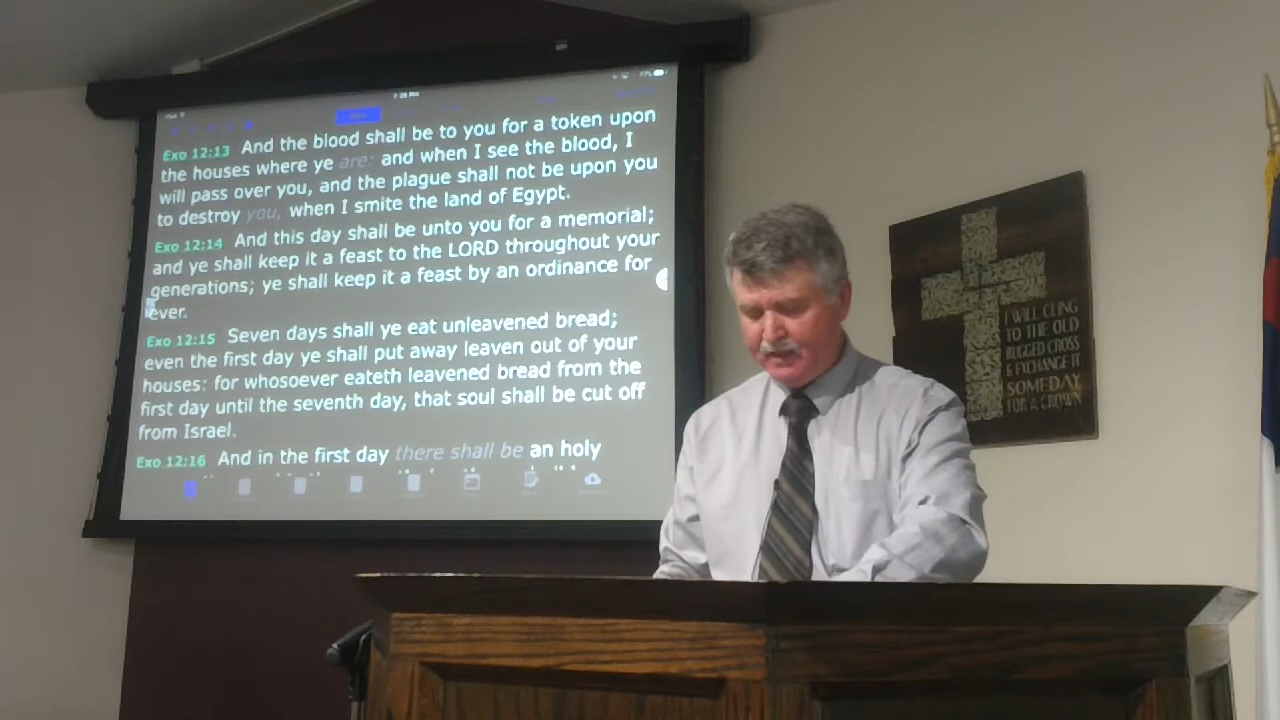 Exo 12:13 And the blood shall be to you for a token upon
the houses where ye are: and when I see the blood, I
will pass over you, and the plague shall not be upon you
to destroy you, when I smite the land of Egypt.
Exo 12:14 And this day shall be unto you for a memorial;
and ye shall keep it a feast to the LORD throughout your
generations; ye shall keep it a feast by an ordinance for
ever.
Exo 12:15 Seven days shall ye eat unleavened bread;
even the first day ye shall put away leaven out of your
houses: for whosoever eateth leavened bread from the
first day until the seventh day, that soul shall be cut off
from Israel.
Exo 12:16 And in the first day there shall be an holy
I WILL CLING
TO THE OLD
RUGGED CROSS
& EXCHANGE IT
SOMEDAY
FOR A CROWN